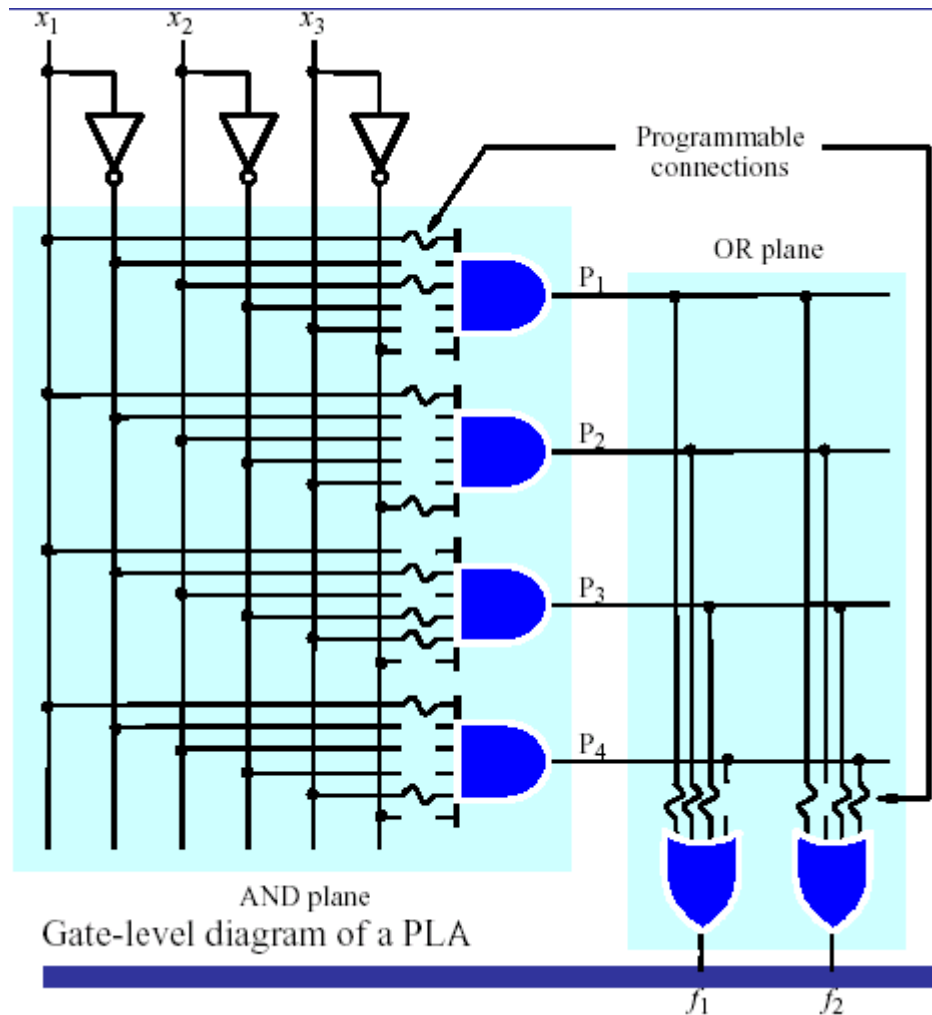 x1 x2 x3
Programmable
connections
OR plane
P1
P2
P3
P4
AND plane
Gate-level diagram of a PLA
f1 f2